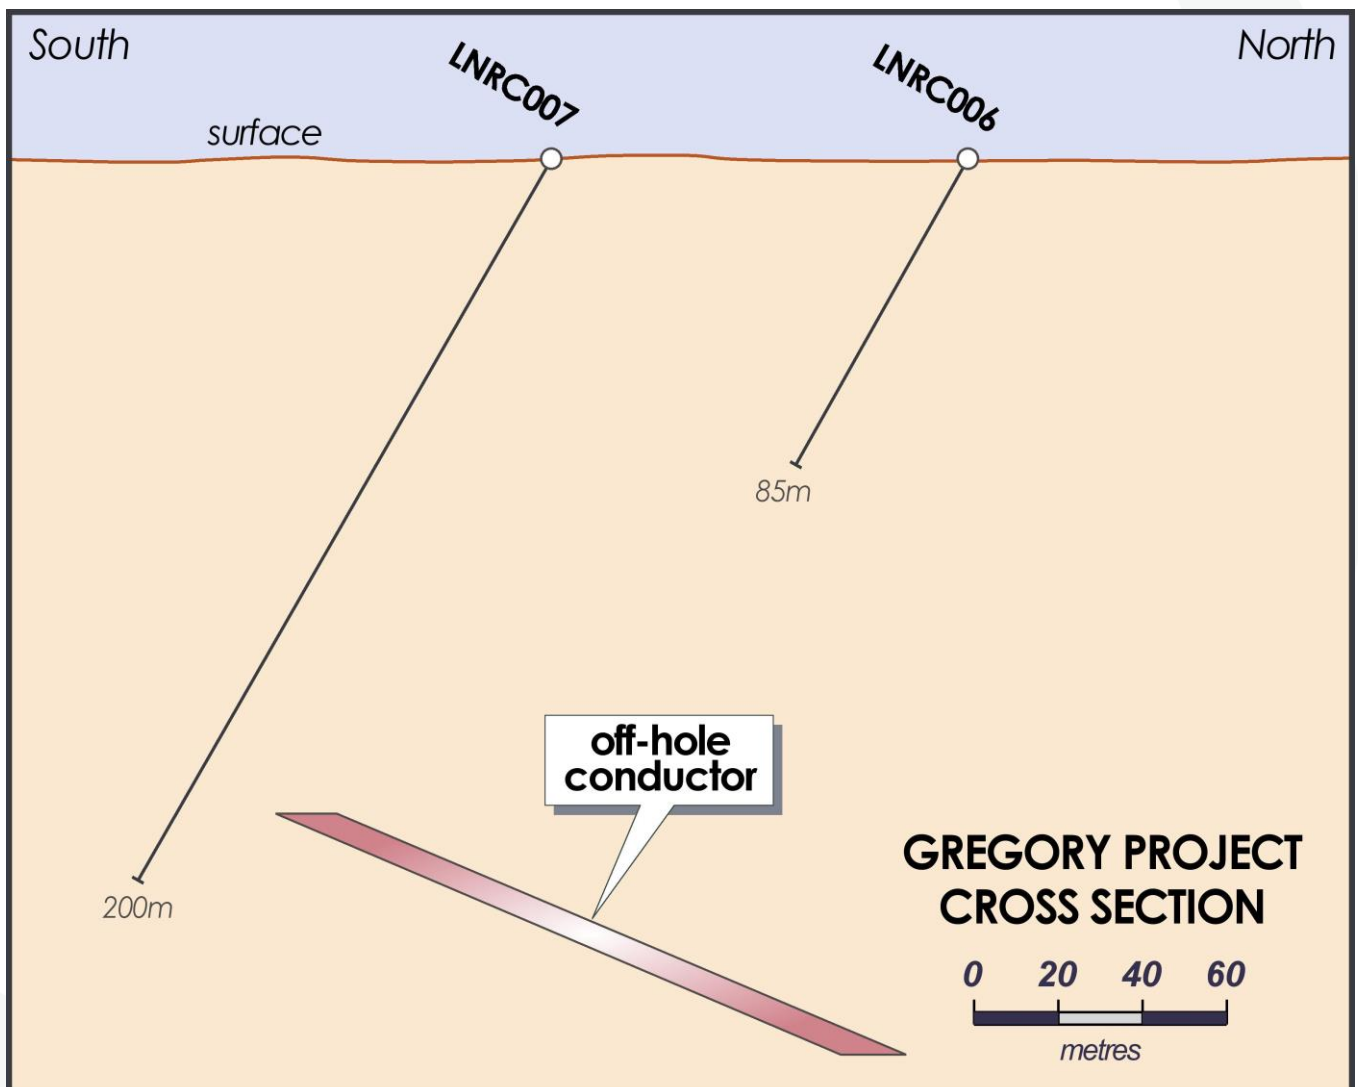 South
North
LNRC007
LNRC006
surface
85m
off-hole
conductor
200m
GREGORY PROJECT
CROSS SECTION
0 20 40 60
metres